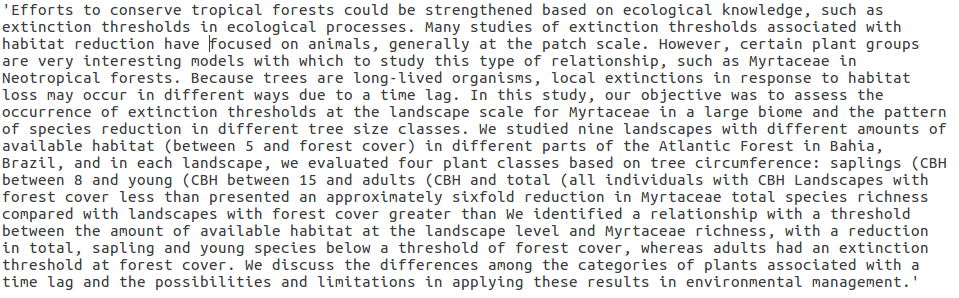 'Efforts to conserve tropical forests could be strengthened based on ecological knowledge, such as
extinction thresholds in ecological processes. Many studies of extinction thresholds associated with
habitat reduction have focused on animals, generally at the patch scale. However, certain plant groups
are very interesting models with which to study this type of relationship, such as Myrtaceae in
Neotropical forests. Because trees are long-lived organisms, local extinctions in response to habitat
loss may occur in different ways due to a time lag. In this study, our objective was to assess the
occurrence of extinction thresholds at the landscape scale for Myrtaceae in a large biome and the pattern
of species reduction in different tree size classes. We studied nine landscapes with different amounts of
available habitat (between 5 and forest cover) in different parts of the Atlantic Forest in Bahia,
Brazil, and in each landscape, we evaluated four plant classes based on tree circumference: saplings (CBH
between 8 and young (CBH between 15 and adults (CBH and total (all individuals with CBH Landscapes with
forest cover less than presented an approximately sixfold reduction in Myrtaceae total species richness
compared with landscapes with forest cover greater than We identified a relationship with a threshold
between the amount of available habitat at the landscape level and Myrtaceae richness, with a reduction
in total, sapling and young species below a threshold of forest cover, whereas adults had an extinction
threshold at forest cover. We discuss the differences among the categories of plants associated with a
time lag and the possibilities and limitations in applying these results in environmental management.'